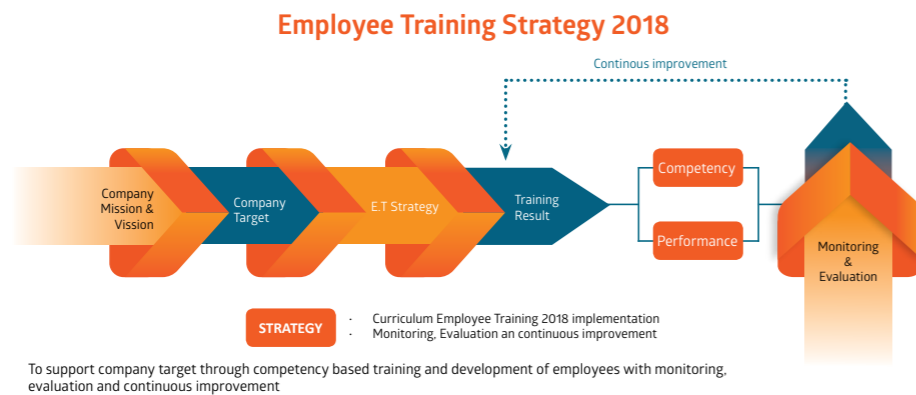 Employee Training Strategy 2018
Continous improvement
Company
Mission &
Vission
Company
Target
E.T Strategy
Training
Result
Competency
Performance
Monitoring
&
Evaluation
STRATEGY
· Curriculum Employee Training 2018 implementation
· Monitoring, Evaluation an continuous improvement
To support company target through competency based training and development of employees with monitoring,
evaluation and continuous improvement